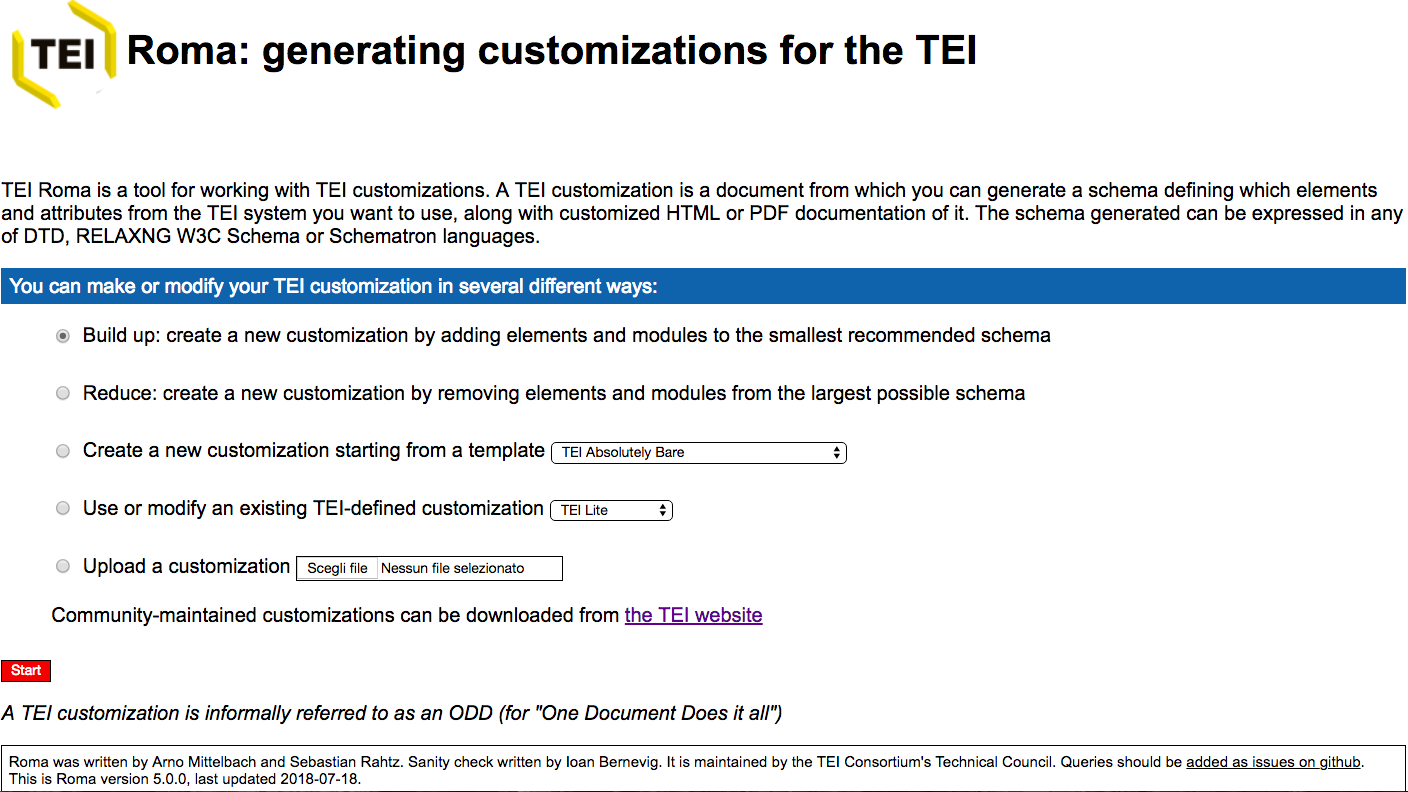 TEI
Roma: generating customizations for the TEI
TEI Roma is a tool for working with TEI customizations. A TEI customization is a document from which you can generate a schema defining which elements
and attributes from the TEI system you want to use, along with customized HTML or PDF documentation of it. The schema generated can be expressed in any
of DTD, RELAXNG W3C Schema or Schematron languages.
You can make or modify your TEI customization in several different ways:
Build up: create a new customization by adding elements and modules to the smallest recommended schema
Reduce: create a new customization by removing elements and modules from the largest possible schema
Create a new customization starting from a template TEI Absolutely Bare
Use or modify an existing TEI-defined customization TEI Lite
Upload a customization Scegli file Nessun file selezionato
Community-maintained customizations can be downloaded from the TEI website
Start
A TEI customization is informally referred to as an ODD (for "One Document Does it all")
Roma was written by Arno Mittelbach and Sebastian Rahtz. Sanity check written by Ioan Bernevig. It is maintained by the TEI Consortium's Technical Council. Queries should be added as issues on github.
This is Roma version 5.0.0, last updated 2018-07-18.